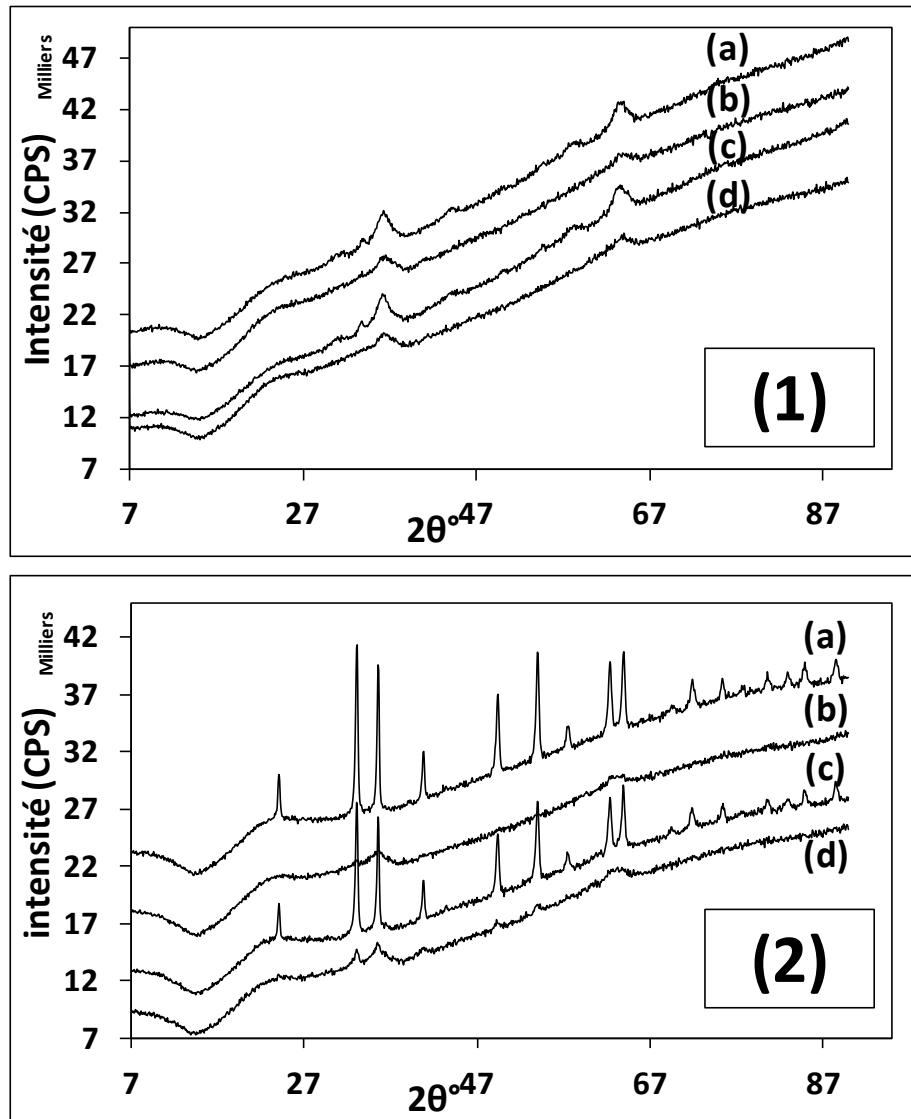 Milliers
Intensité (CPS)
47
42
37
32
27
22
17
12
7
(a)
(b)
(c)
(d)
(1)
7 27 47 67 87
2θ°
Milliers
intensité (CPS)
42
37
32
27
22
17
12
7
(a)
(b)
(c)
(d)
(2)
7 27 47 67 87
2θ°